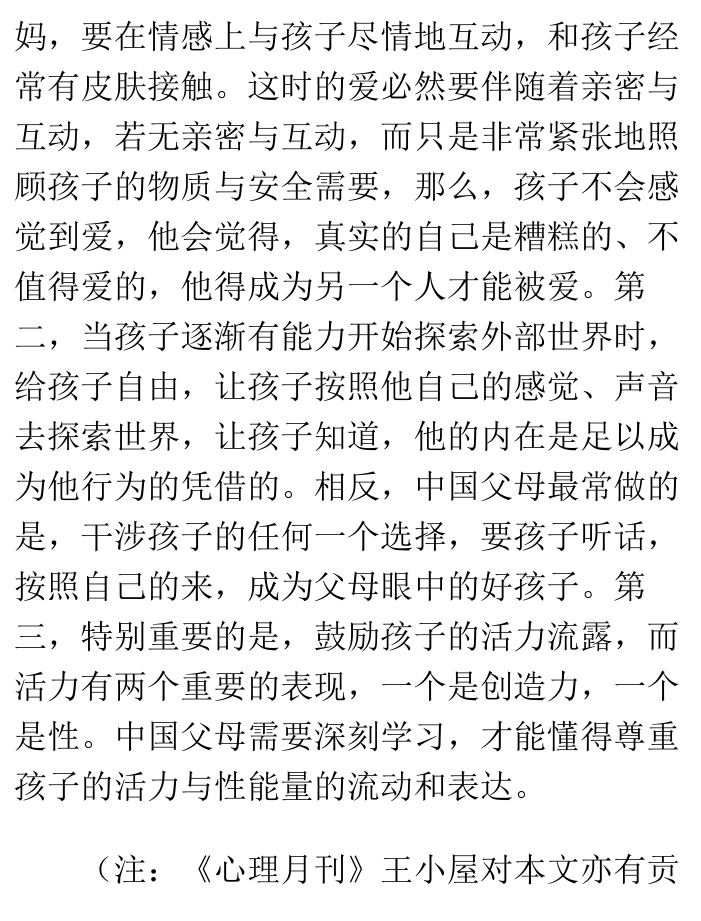 妈，要在情感上与孩子尽情地互动，和孩子经
常有皮肤接触。这时的爱必然要伴随着亲密与
互动，若无亲密与互动，而只是非常紧张地照
顾孩子的物质与安全需要，那么，孩子不会感
觉到爱，他会觉得，真实的自己是糟糕的、不
值得爱的，他得成为另一个人才能被爱。第
二，当孩子逐渐有能力开始探索外部世界时，
给孩子自由，让孩子按照他自己的感觉、声音
去探索世界，让孩子知道，他的内在是足以成
为他行为的凭借的。相反，中国父母最常做的
是，干涉孩子的任何一个选择，要孩子听话，
按照自己的来，成为父母眼中的好孩子。第
三，特别重要的是，鼓励孩子的活力流露，而
活力有两个重要的表现，一个是创造力，一个
是性。中国父母需要深刻学习，才能懂得尊重
孩子的活力与性能量的流动和表达。
（注：《心理月刊》王小屋对本文亦有贡